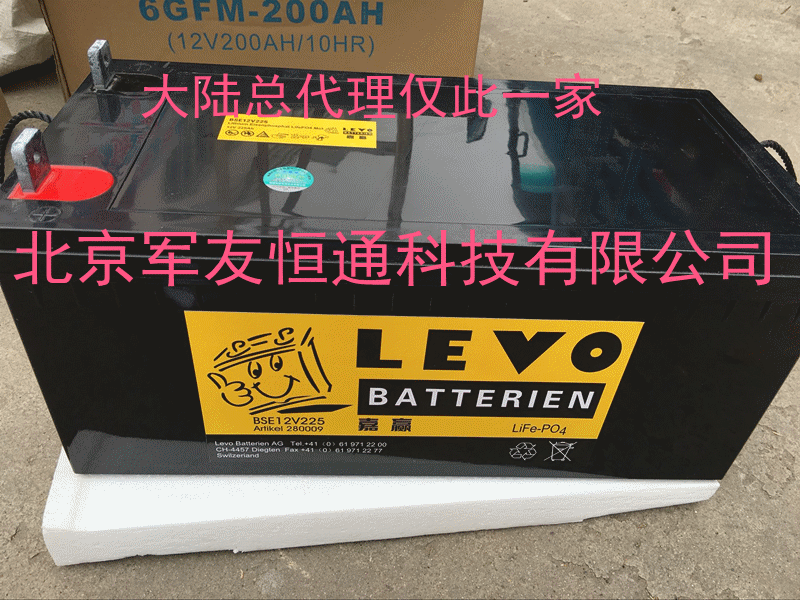 6GFM-200AH
(12V200AH/10HR)
大陆总代理仅此一家
BSE12V225
LEVO
北京军友恒通科技有限公司
LEVO
BATTERIEN
BSE12V225
Artikel 280009
嘉赢
LiFe-PO4
Levo Batterien AG Tel.+41 (0) 61 971 22 00
CH-4457 Diegten Fax +41 (0) 61 971 22 77
Switzerland